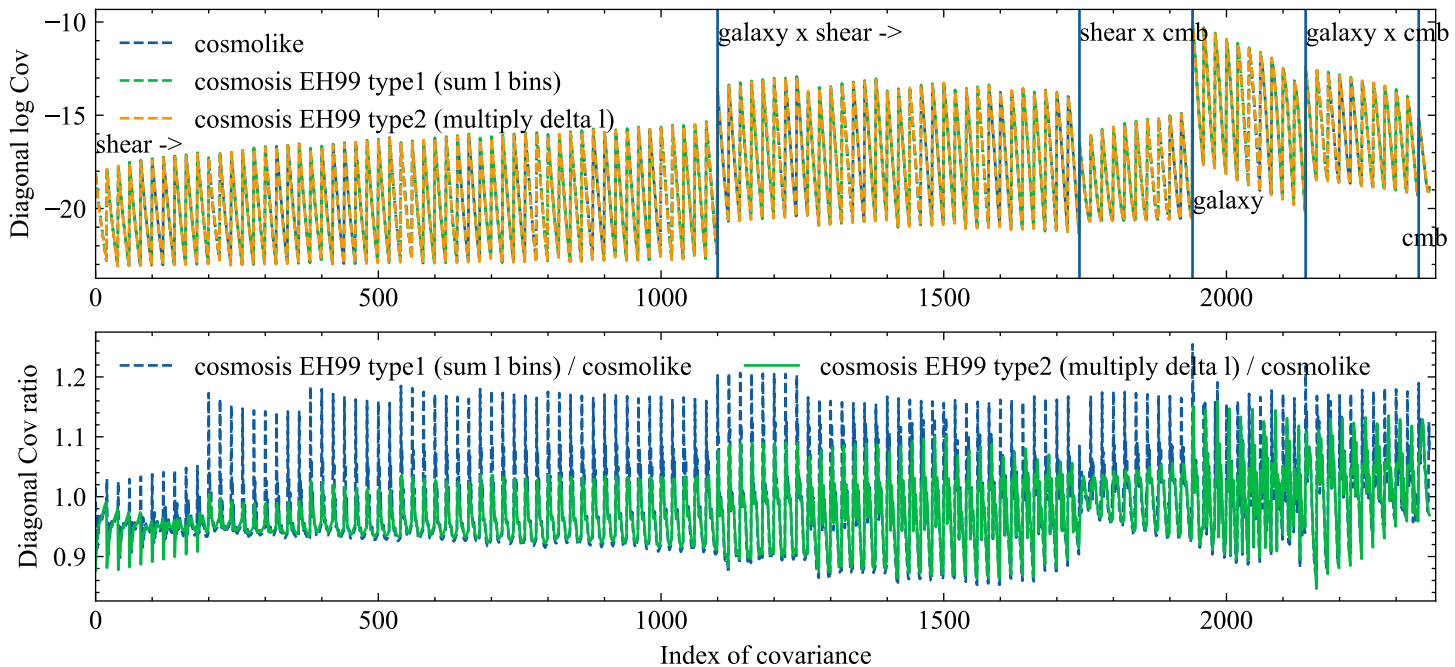 Diagonal log Cov
−10
−15
−20
cosmolike
cosmosis EH99 type1 (sum l bins)
cosmosis EH99 type2 (multiply delta l)
shear ->
galaxy x shear ->
shear x cmb
galaxy x cmb
galaxy
cmb
0 500 1000 1500 2000
Diagonal Cov ratio
1.2
1.1
1.0
0.9
cosmosis EH99 type1 (sum l bins) / cosmolike
cosmosis EH99 type2 (multiply delta l) / cosmolike
0 500 1000 1500 2000
Index of covariance